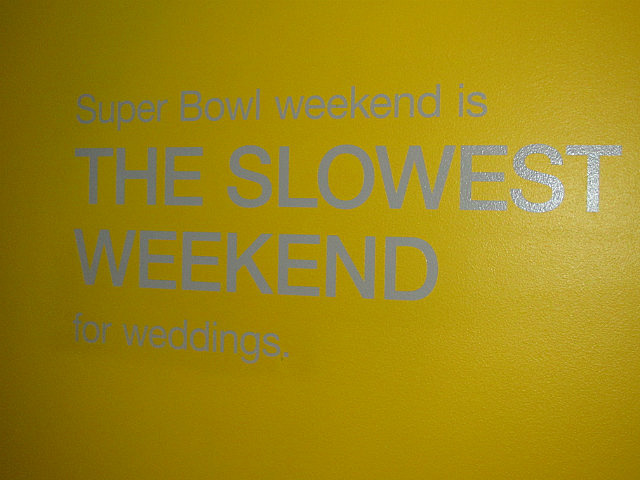 Super Bowl weekend is
THE SLOWEST
WEEKEND
for weddings.